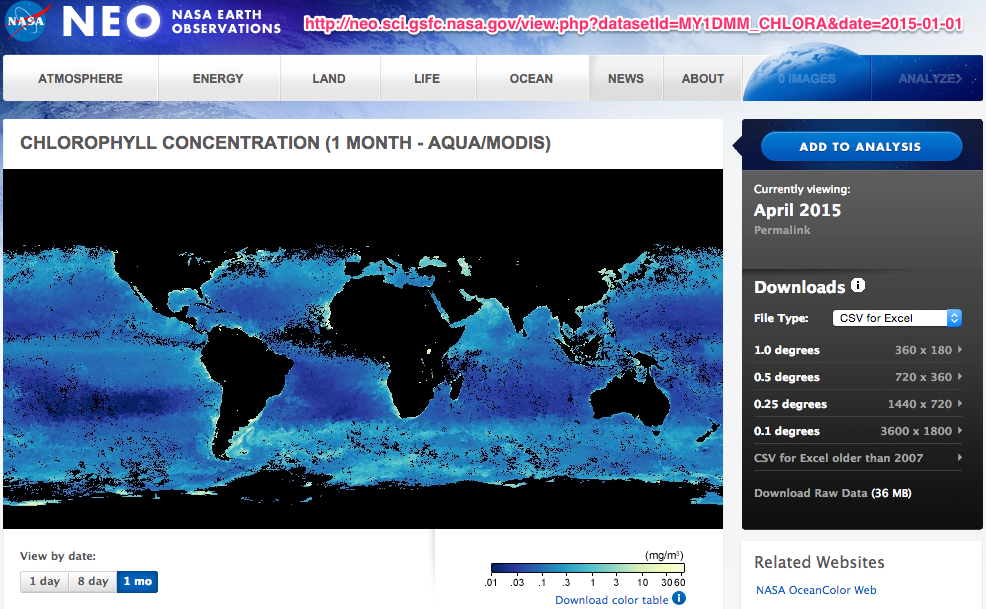 NASA
NEO
NASA EARTH
OBSERVATIONS
http://neo.sci.gsfc.nasa.gov/view.php?datasetId=MY1DMM_CHLORA&date=2015-01-01
ATMOSPHERE ENERGY LAND LIFE OCEAN NEWS ABOUT 0 IMAGES ANALYZE
CHLOROPHYLL CONCENTRATION (1 MONTH - AQUA/MODIS)
ADD TO ANALYSIS
Currently viewing:
April 2015
Permalink
Downloads i
File Type: CSV for Excel
1.0 degrees 360 x 180
0.5 degrees 720 x 360
0.25 degrees 1440 x 720
0.1 degrees 3600 x 1800
CSV for Excel older than 2007
Download Raw Data (36 MB)
View by date:
1 day 8 day 1 mo
(mg/m³)
.01 .03 .1 .3 1 3 10 30 60
Download color table i
Related Websites
NASA OceanColor Web